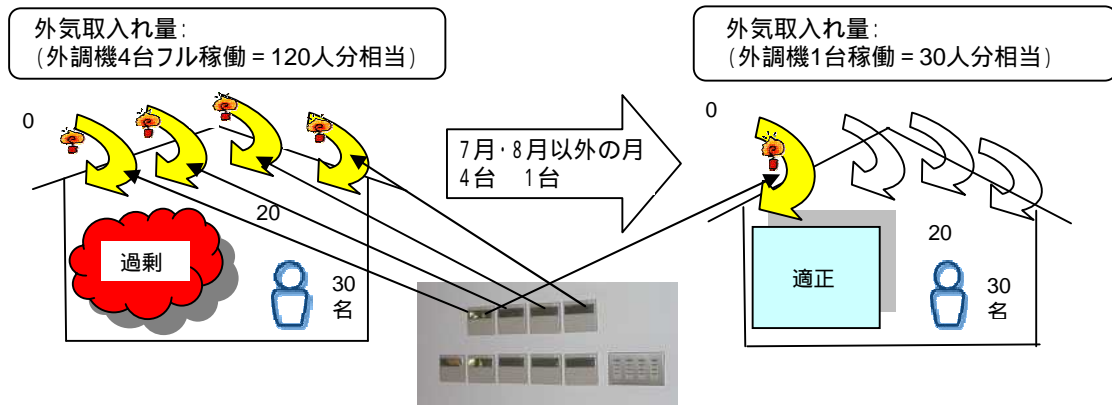 外気取入れ量:
(外調機4台フル稼働 = 120人分相当)
0
20
過剰
30
名
7月・8月以外の月
4台 1台
外気取入れ量:
(外調機1台稼働 = 30人分相当)
0
20
適正
30
名